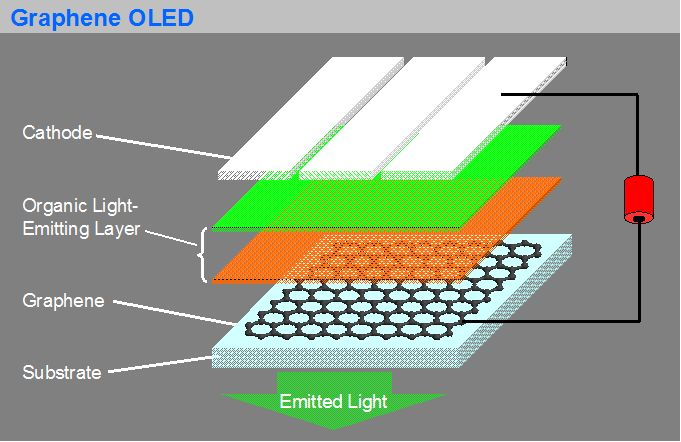 Graphene OLED
Cathode
Organic Light-
Emitting Layer
Graphene
Substrate
Emitted Light